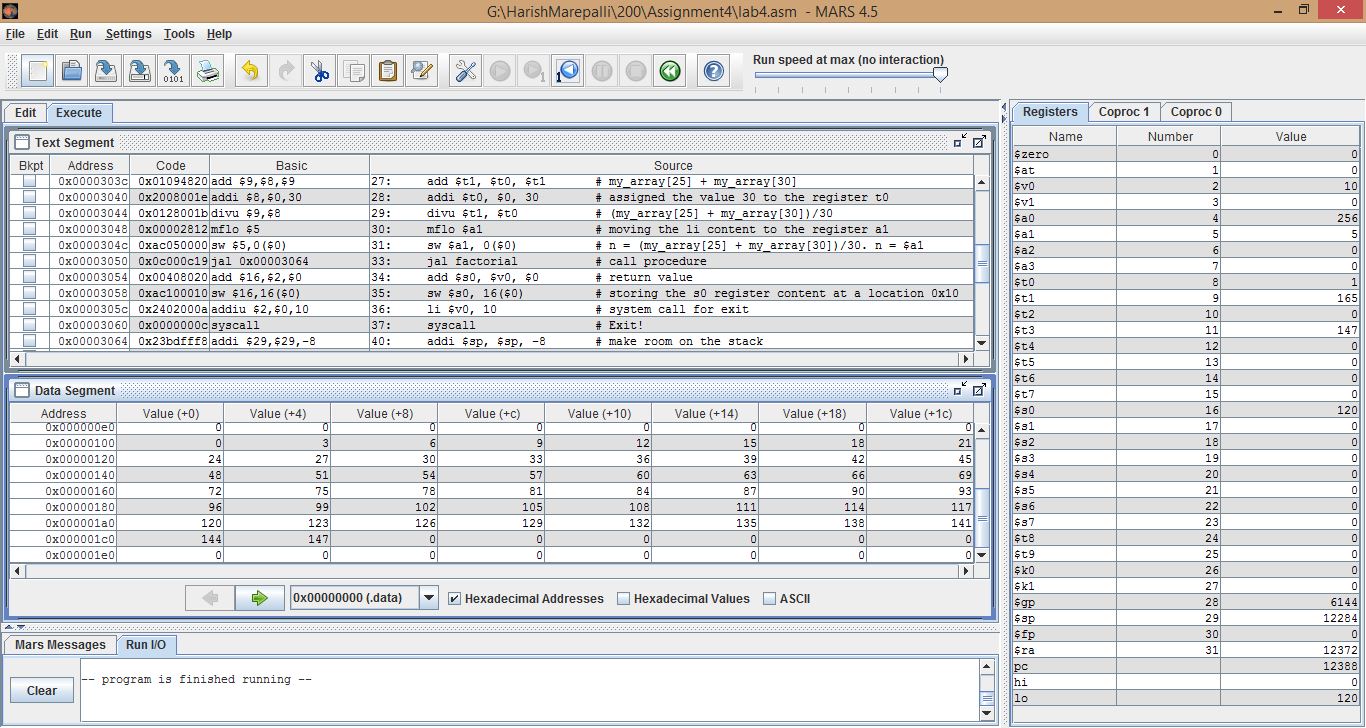 G:\HarishMarepalli\200\Assignment4\lab4.asm - MARS 4.5
File Edit Run Settings Tools Help
Run speed at max (no interaction)
Edit Execute
Text Segment
Bkpt Address Code Basic Source
0x0000303c 0x01094820 add $9,$8,$9 27: add $t1, $t0, $t1 # my_array[25] + my_array[30]
0x00003040 0x2008001e addi $8,$0,30 28: addi $t0, $0, 30 # assigned the value 30 to the register t0
0x00003044 0x0128001b divu $9,$8 29: divu $t1, $t0 # (my_array[25] + my_array[30])/30
0x00003048 0x00002812 mflo $5 30: mflo $a1 # moving the li content to the register a1
0x0000304c 0xac050000 sw $5,0($0) 31: sw $a1, 0($0) # n = (my_array[25] + my_array[30])/30. n = $a1
0x00003050 0x0c000c19 jal 0x00003064 33: jal factorial # call procedure
0x00003054 0x00408020 add $16,$2,$0 34: add $s0, $v0, $0 # return value
0x00003058 0xac100010 sw $16,16($0) 35: sw $s0, 16($0) # storing the s0 register content at a location 0x10
0x0000305c 0x2402000a addiu $2,$0,10 36: li $v0, 10 # system call for exit
0x00003060 0x0000000c syscall 37: syscall # Exit!
0x00003064 0x23bdfff8 addi $29,$29,-8 40: addi $sp, $sp, -8 # make room on the stack
Data Segment
Address Value (+0) Value (+4) Value (+8) Value (+c) Value (+10) Value (+14) Value (+18) Value (+1c)
0x000000e0 0 0 0 0 0 0 0 0
0x00000100 0 3 6 9 12 15 18 21
0x00000120 24 27 30 33 36 39 42 45
0x00000140 48 51 54 57 60 63 66 69
0x00000160 72 75 78 81 84 87 90 93
0x00000180 96 99 102 105 108 111 114 117
0x000001a0 120 123 126 129 132 135 138 141
0x000001c0 144 147 0 0 0 0 0 0
0x000001e0 0 0 0 0 0 0 0 0
0x00000000 (.data) Hexadecimal Addresses Hexadecimal Values ASCII
Mars Messages Run I/O
Clear
-- program is finished running --
Registers Coproc 1 Coproc 0
Name Number Value
$zero 0 0
$at 1 0
$v0 2 10
$v1 3 0
$a0 4 256
$a1 5 5
$a2 6 0
$a3 7 0
$t0 8 1
$t1 9 165
$t2 10 0
$t3 11 147
$t4 12 0
$t5 13 0
$t6 14 0
$t7 15 0
$s0 16 120
$s1 17 0
$s2 18 0
$s3 19 0
$s4 20 0
$s5 21 0
$s6 22 0
$s7 23 0
$t8 24 0
$t9 25 0
$k0 26 0
$k1 27 0
$gp 28 6144
$sp 29 12284
$fp 30 0
$ra 31 12372
pc 12388
hi 0
lo 120